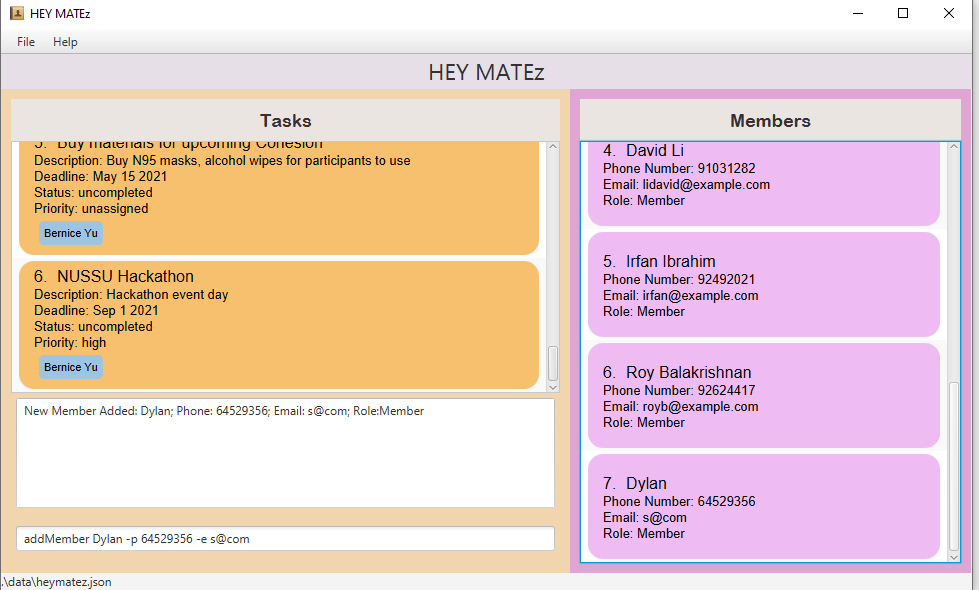 HEY MATEz
File Help
HEY MATEz
Tasks
5. Buy materials for upcoming Cohesion
Description: Buy N95 masks, alcohol wipes for participants to use
Deadline: May 15 2021
Status: uncompleted
Priority: unassigned
Bernice Yu
6. NUSSU Hackathon
Description: Hackathon event day
Deadline: Sep 1 2021
Status: uncompleted
Priority: high
Bernice Yu
New Member Added: Dylan; Phone: 64529356; Email: s@com; Role:Member
addMember Dylan -p 64529356 -e s@com
Members
4. David Li
Phone Number: 91031282
Email: lidavid@example.com
Role: Member
5. Irfan Ibrahim
Phone Number: 92492021
Email: irfan@example.com
Role: Member
6. Roy Balakrishnan
Phone Number: 92624417
Email: royb@example.com
Role: Member
7. Dylan
Phone Number: 64529356
Email: s@com
Role: Member
.\data\heymatez.json